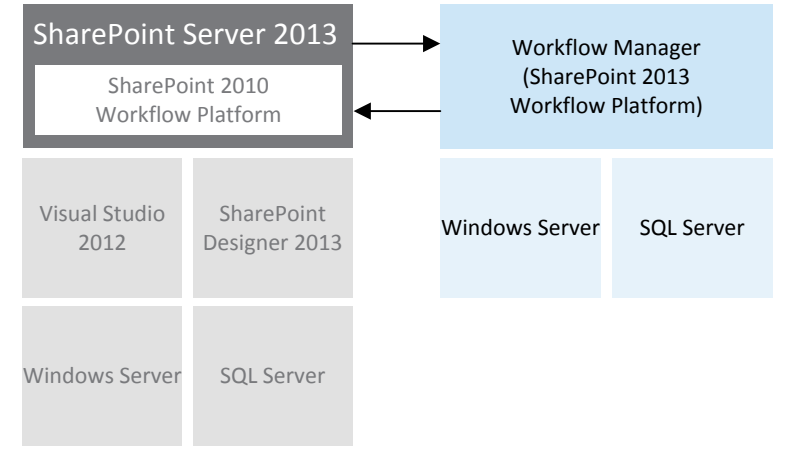 SharePoint Server 2013
SharePoint 2010
Workflow Platform
Workflow Manager
(SharePoint 2013
Workflow Platform)
Visual Studio
2012
SharePoint
Designer 2013
Windows Server
SQL Server
Windows Server
SQL Server